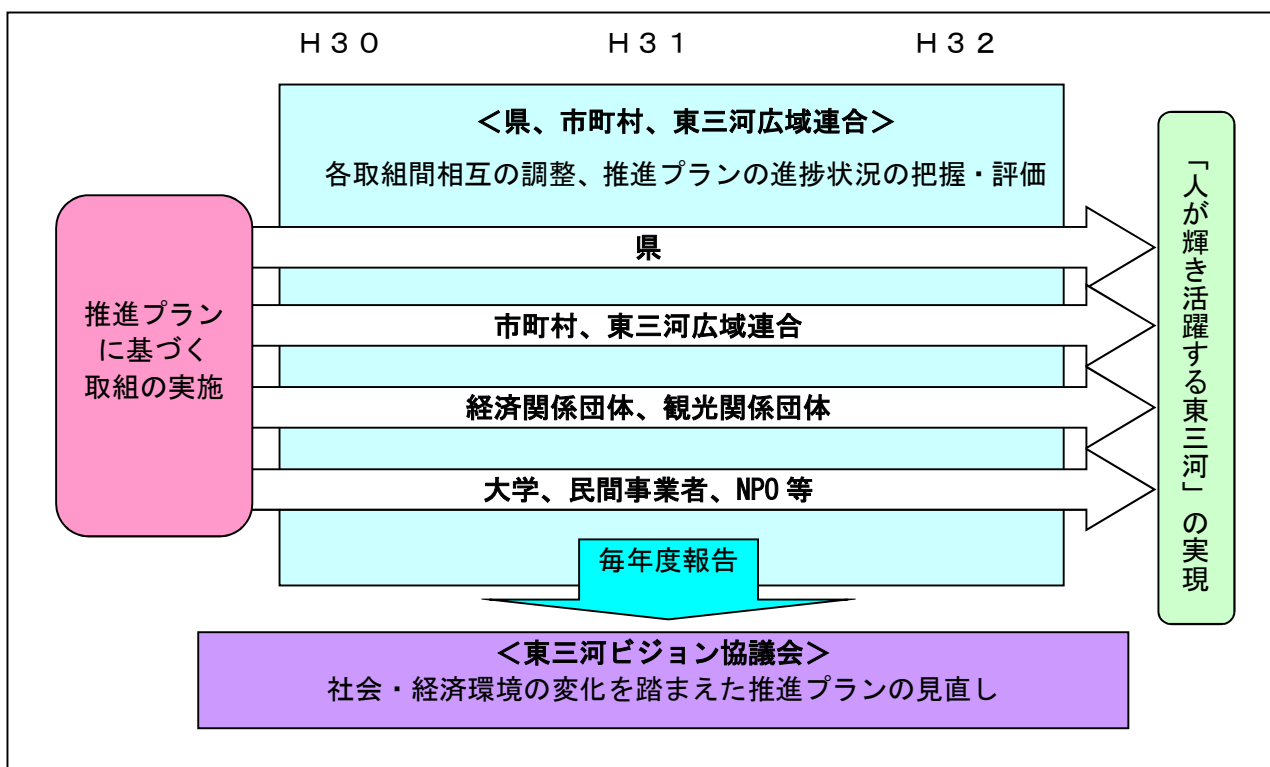 H30 H31 H32
<県、市町村、東三河広域連合>
各取組間相互の調整、推進プランの進捗状況の把握・評価
推進プラン
に基づく
取組の実施
県
市町村、東三河広域連合
経済関係団体、観光関係団体
大学、民間事業者、NPO等
「人が輝き活躍する東三河」の実現
毎年度報告
<東三河ビジョン協議会>
社会・経済環境の変化を踏まえた推進プランの見直し